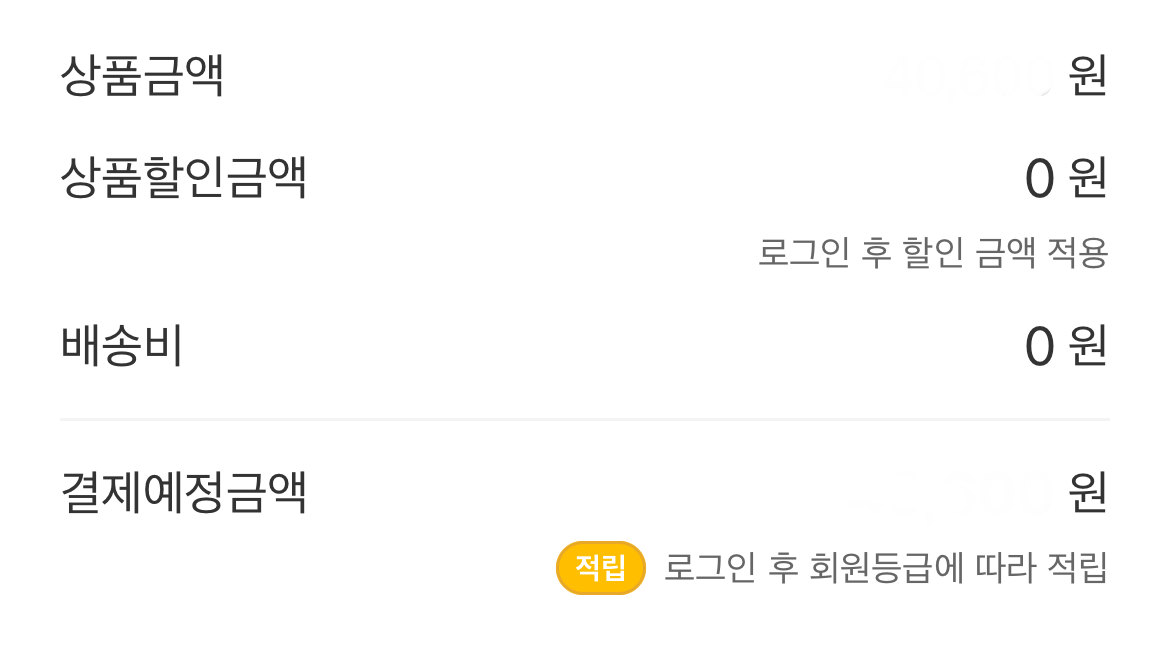 상품금액 원
상품할인금액 0 원
로그인 후 할인 금액 적용
배송비 0 원
결제예정금액 원
적립 로그인 후 회원등급에 따라 적립